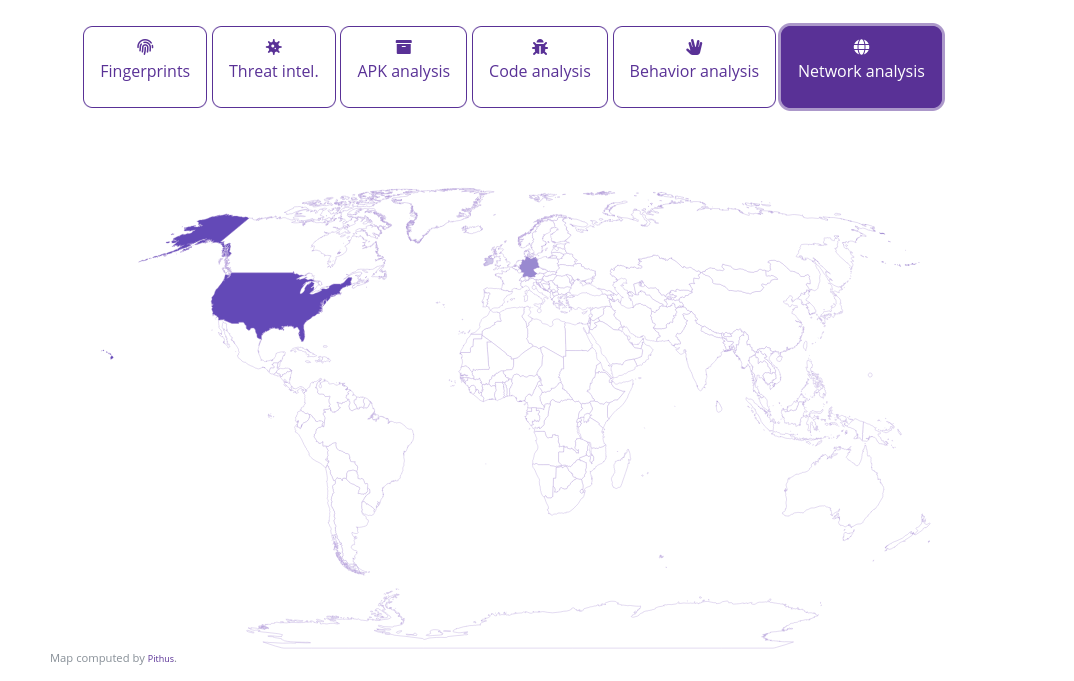 Fingerprints
Threat intel.
APK analysis
Code analysis
Behavior analysis
Network analysis
Map computed by Pithus.